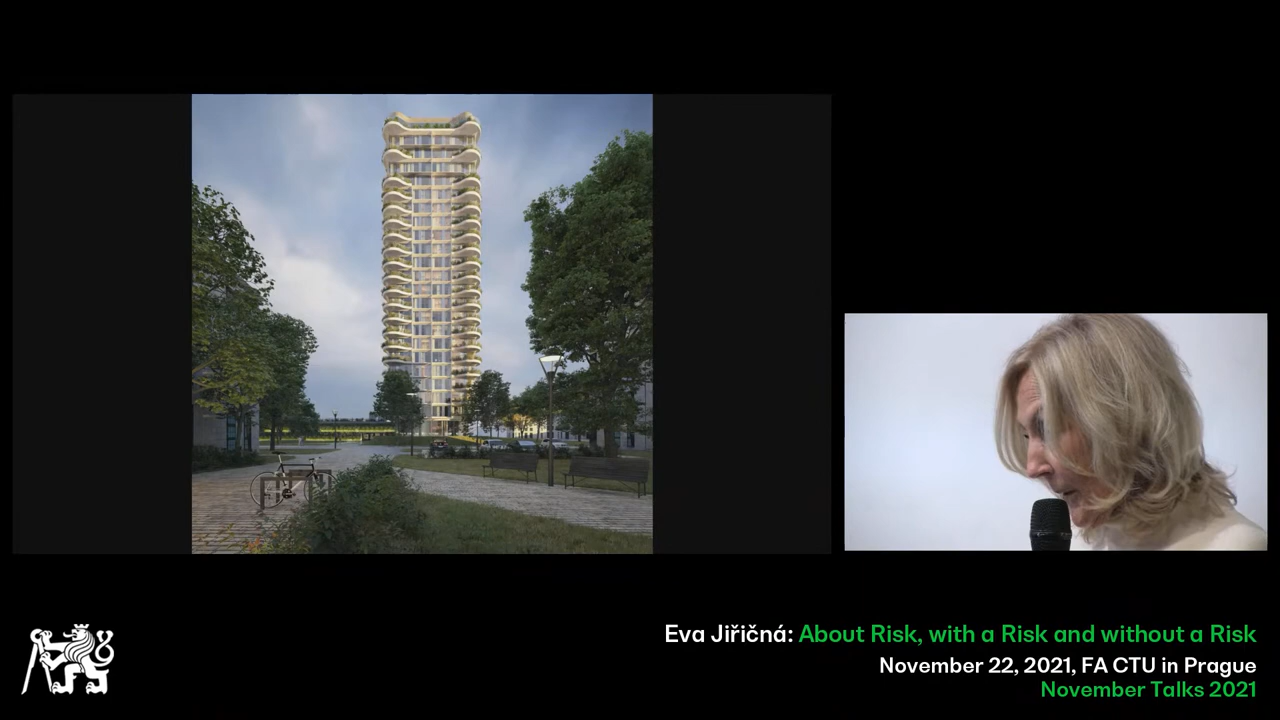 Eva Jiřičná: About Risk, with a Risk and without a Risk
November 22, 2021, FA CTU in Prague
November Talks 2021